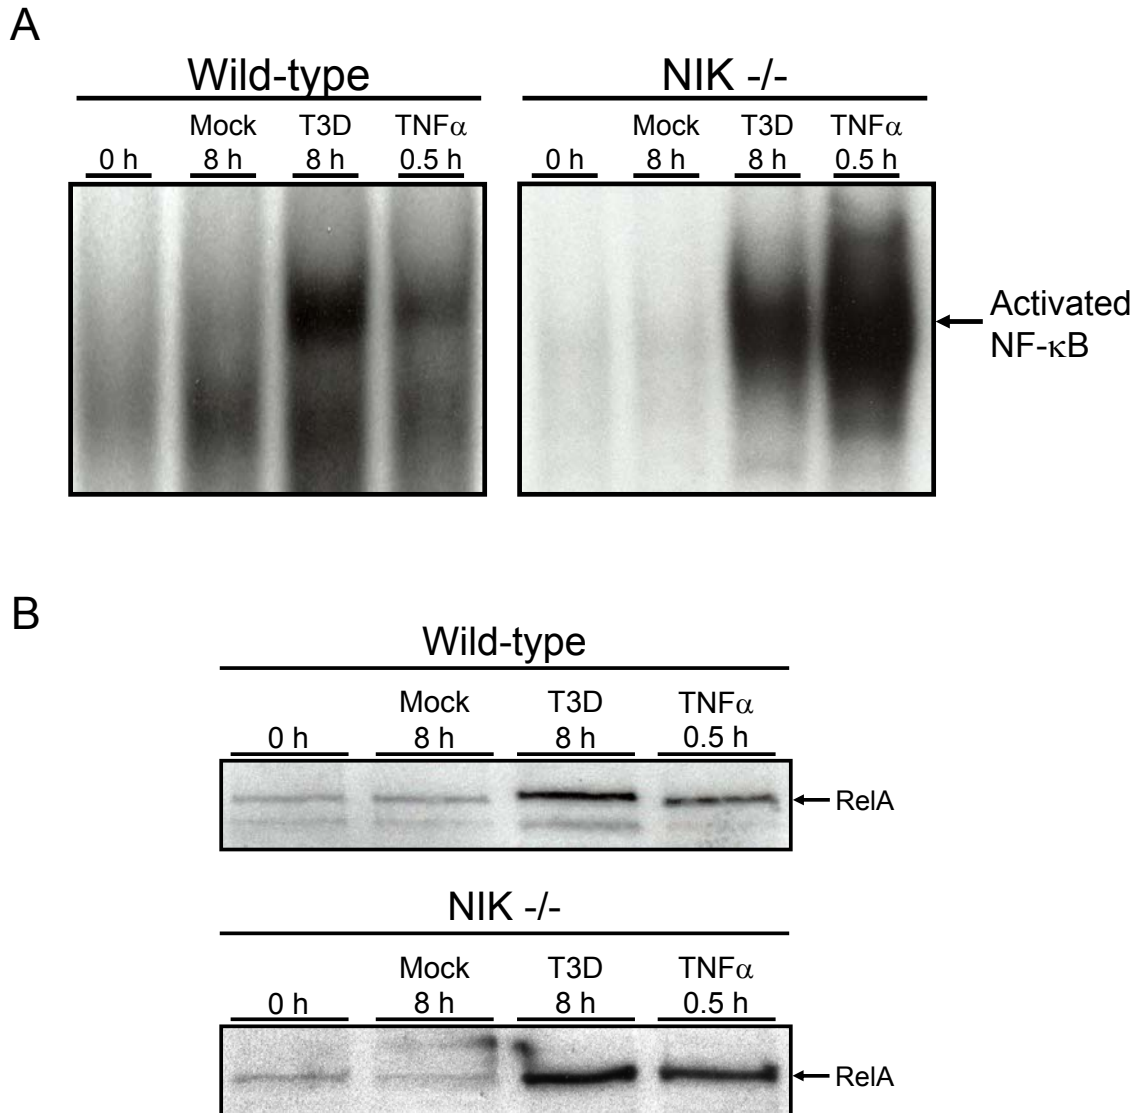 A
Wild-type
NIK -/-
Mock T3D TNFα
0 h 8 h 8 h 0.5 h
Mock T3D TNFα
0 h 8 h 8 h 0.5 h
Activated
NF-κB
B
Wild-type
Mock T3D TNFα
0 h 8 h 8 h 0.5 h
RelA
NIK -/-
Mock T3D TNFα
0 h 8 h 8 h 0.5 h
RelA